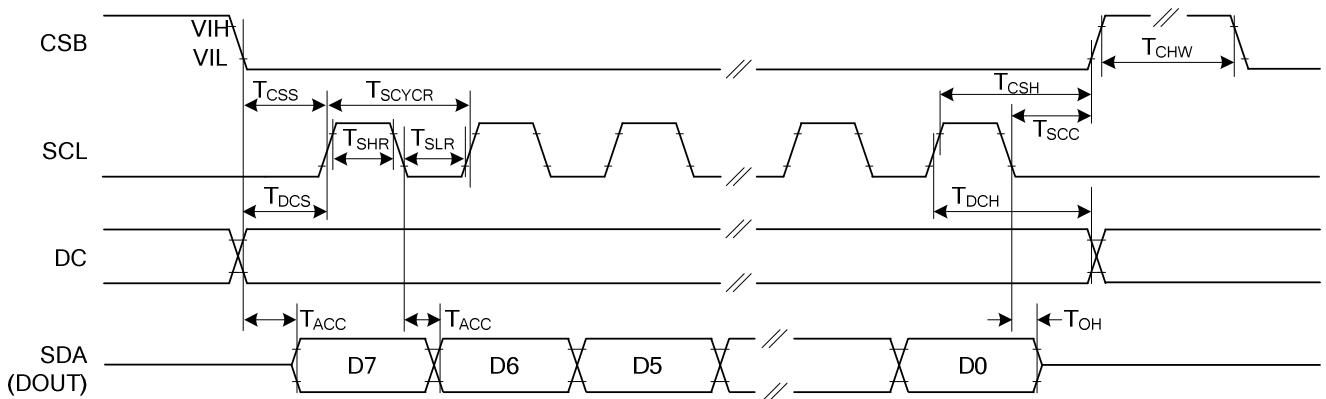 CSB
VIH
VIL
TCHW
TCSS
TSCYCR
TCSH
TSCC
SCL
TSHR
TSLR
TDCS
TDCH
DC
TACC
TACC
TOH
SDA
(DOUT)
D7
D6
D5
D0